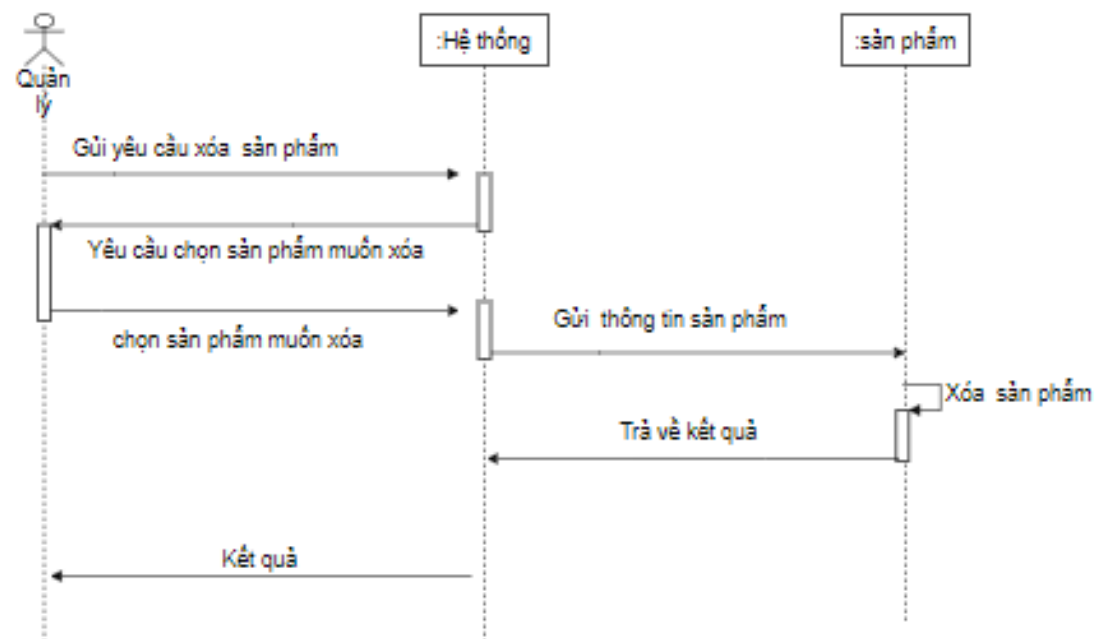 :Hệ thống
:sản phẩm
Quản
lý
Gửi yêu cầu xóa sản phẩm
Yêu cầu chọn sản phẩm muốn xóa
chọn sản phẩm muốn xóa
Gửi thông tin sản phẩm
Xóa sản phẩm
Trả về kết quả
Kết quả